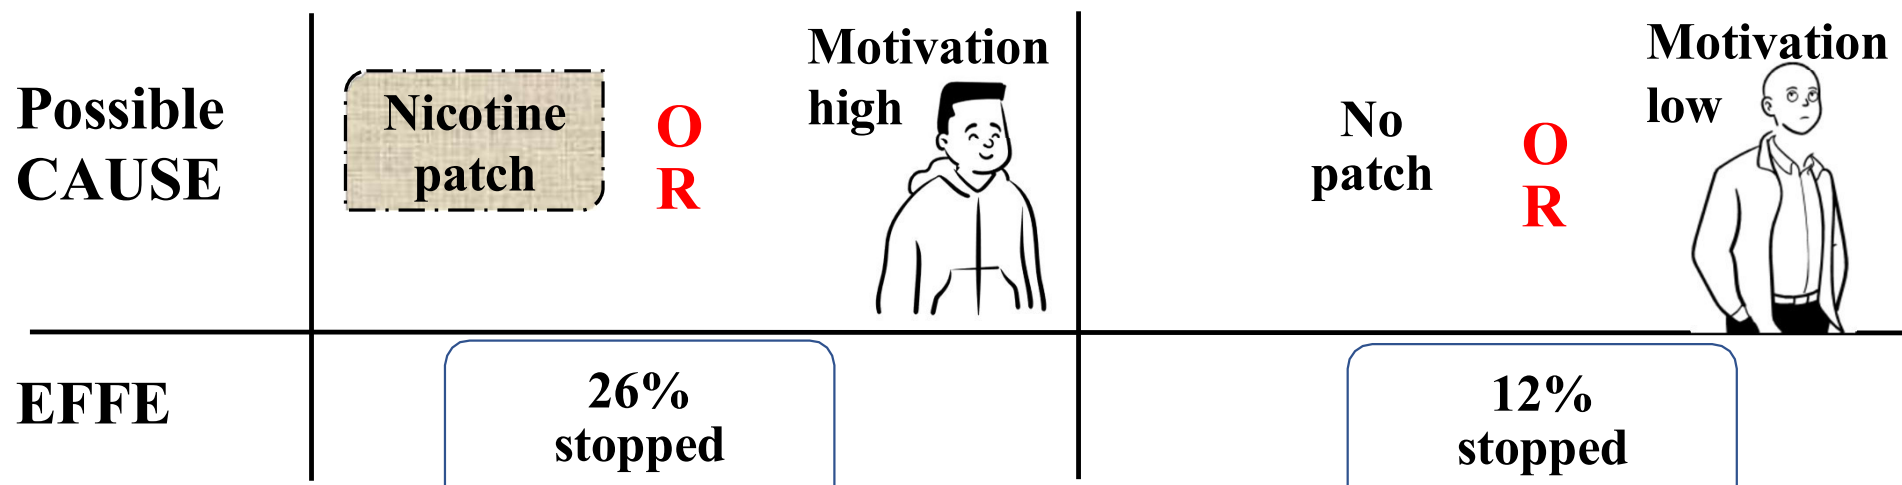 Possible
CAUSE
Nicotine
patch
O
R
Motivation
high
No
patch
O
R
Motivation
low
EFFE
26%
stopped
12%
stopped